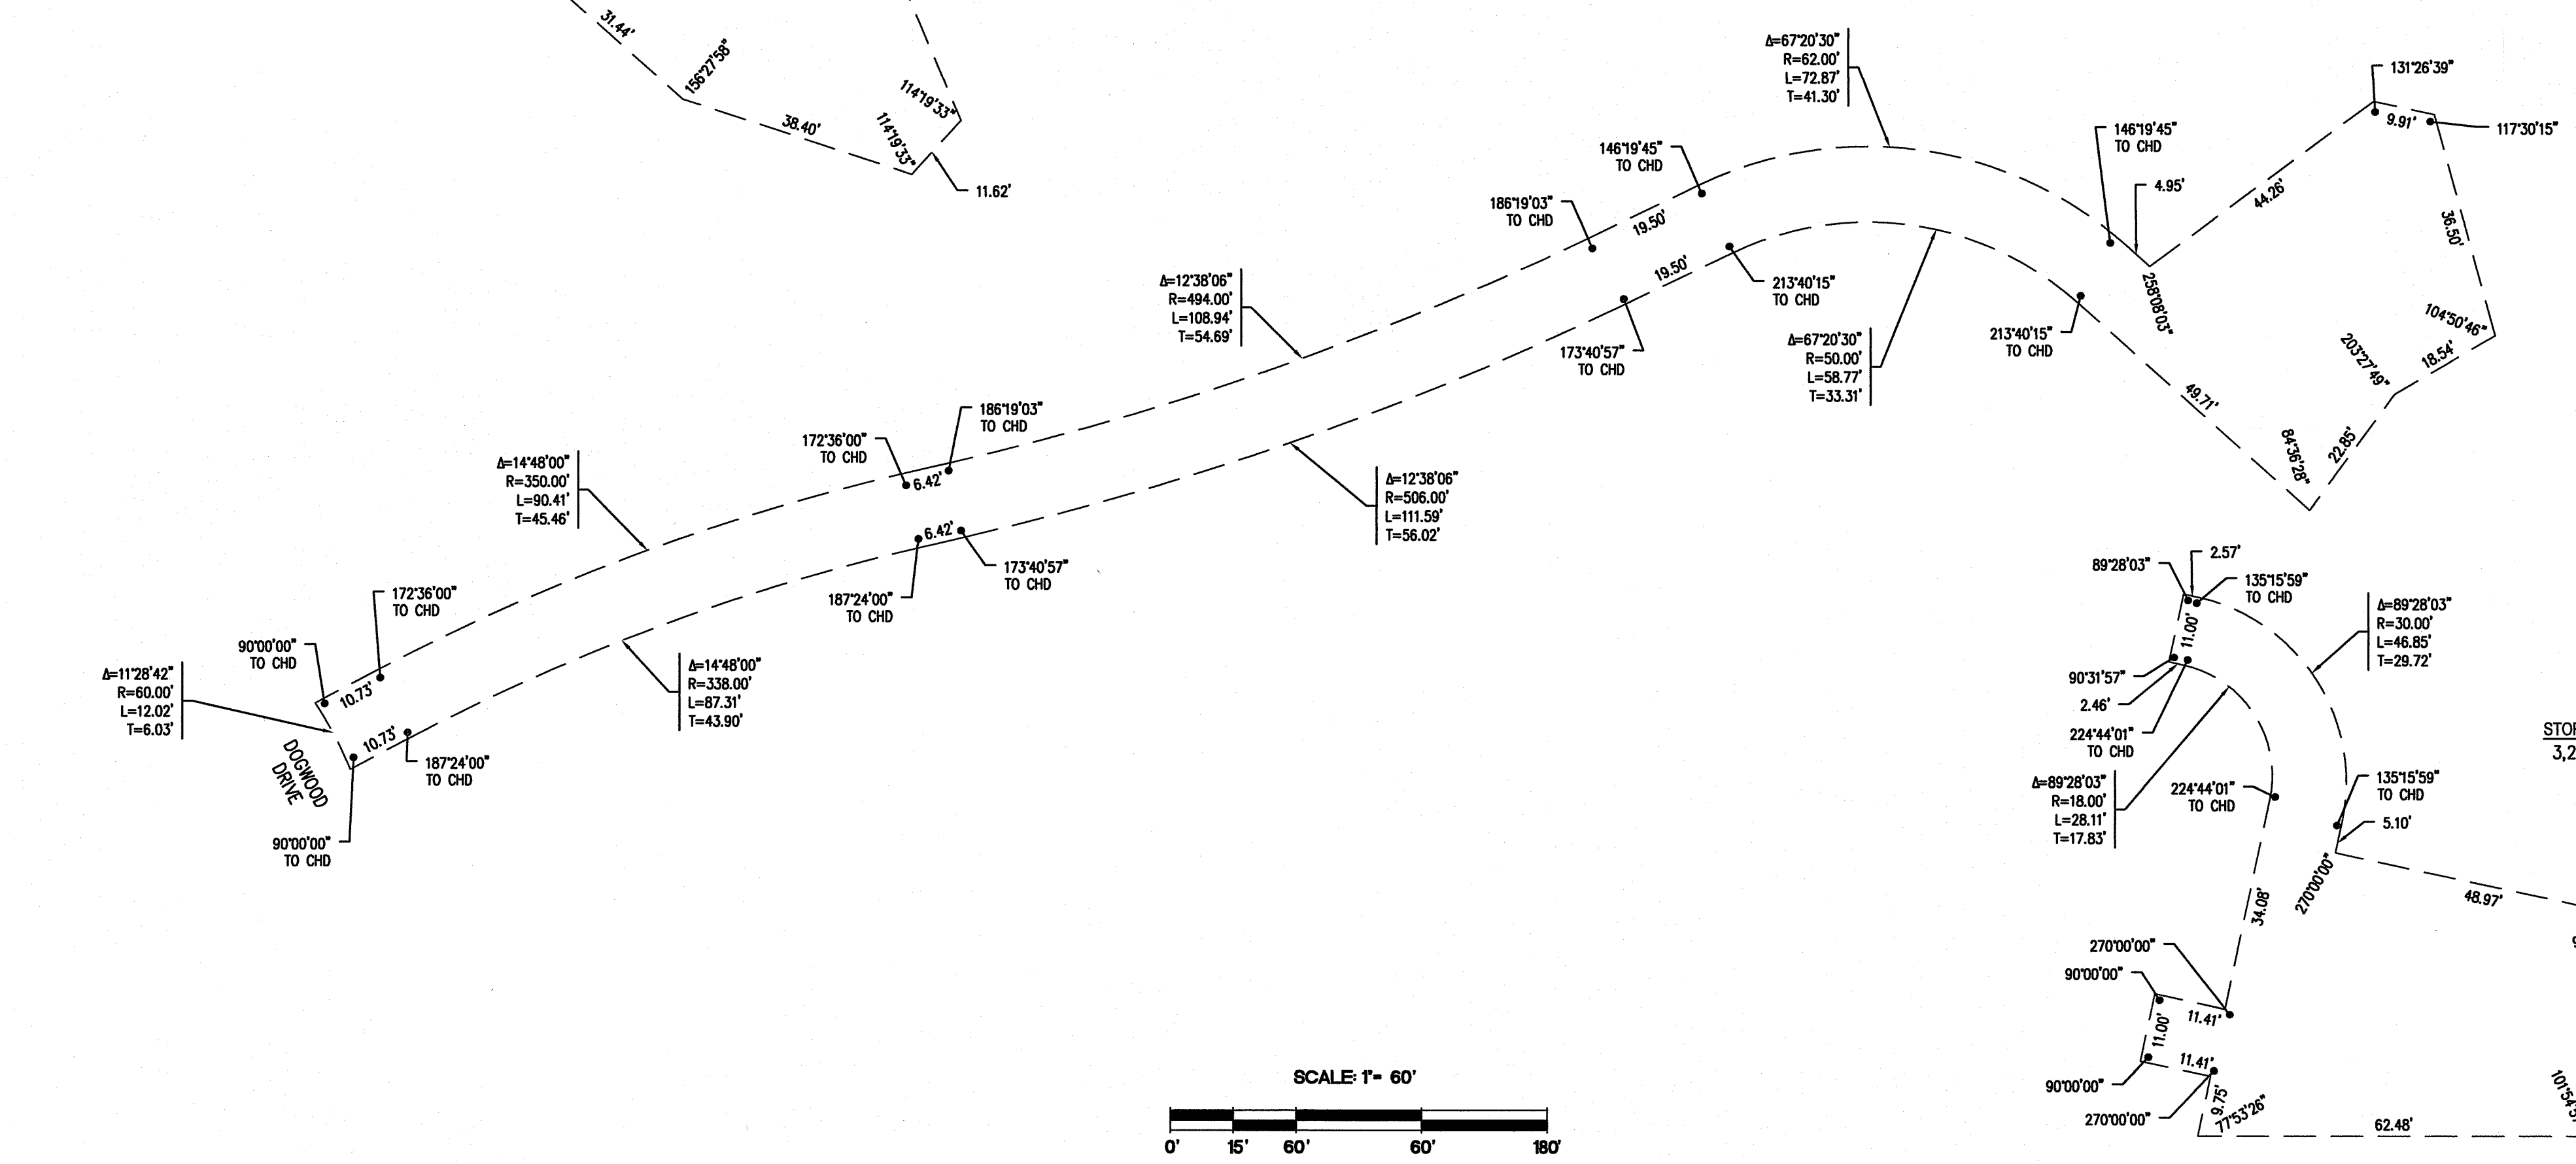 31.44'
156°27'58"
38.40'
114°19'33"
114°19'33"
11.62'
Δ=67°20'30"
R=62.00'
L=72.87'
T=41.30'
146°19'45"
TO CHD
186°19'03"
TO CHD
19.50'
19.50'
213°40'15"
TO CHD
173°40'57"
TO CHD
Δ=67°20'30"
R=50.00'
L=58.77'
T=33.31'
146°19'45"
TO CHD
4.95'
213°40'15"
TO CHD
258°08'03"
44.26'
131°26'39"
9.91'
117°30'15"
36.50'
104°50'46"
18.54'
203°27'49"
22.85'
84°36'28"
49.71'
Δ=12°38'06"
R=494.00'
L=108.94'
T=54.69'
Δ=12°38'06"
R=506.00'
L=111.59'
T=56.02'
186°19'03"
TO CHD
172°36'00"
TO CHD
6.42'
6.42'
173°40'57"
TO CHD
187°24'00"
TO CHD
Δ=14°48'00"
R=350.00'
L=90.41'
T=45.46'
Δ=14°48'00"
R=338.00'
L=87.31'
T=43.90'
172°36'00"
TO CHD
90°00'00"
TO CHD
10.73'
10.73'
Δ=11°28'42"
R=60.00'
L=12.02'
T=6.03'
DOGWOOD
DRIVE
187°24'00"
TO CHD
90°00'00"
TO CHD
2.57'
89°28'03"
135°15'59"
TO CHD
11.00'
Δ=89°28'03"
R=30.00'
L=46.85'
T=29.72'
90°31'57"
2.46'
224°44'01"
TO CHD
Δ=89°28'03"
R=18.00'
L=28.11'
T=17.83'
224°44'01"
TO CHD
135°15'59"
TO CHD
5.10'
270°00'00"
48.97'
34.08'
270°00'00"
90°00'00"
11.41'
11.00'
11.41'
90°00'00"
270°00'00"
9.75'
77°53'26"
62.48'
SCALE: 1"= 60'
0' 15' 60' 60' 180'